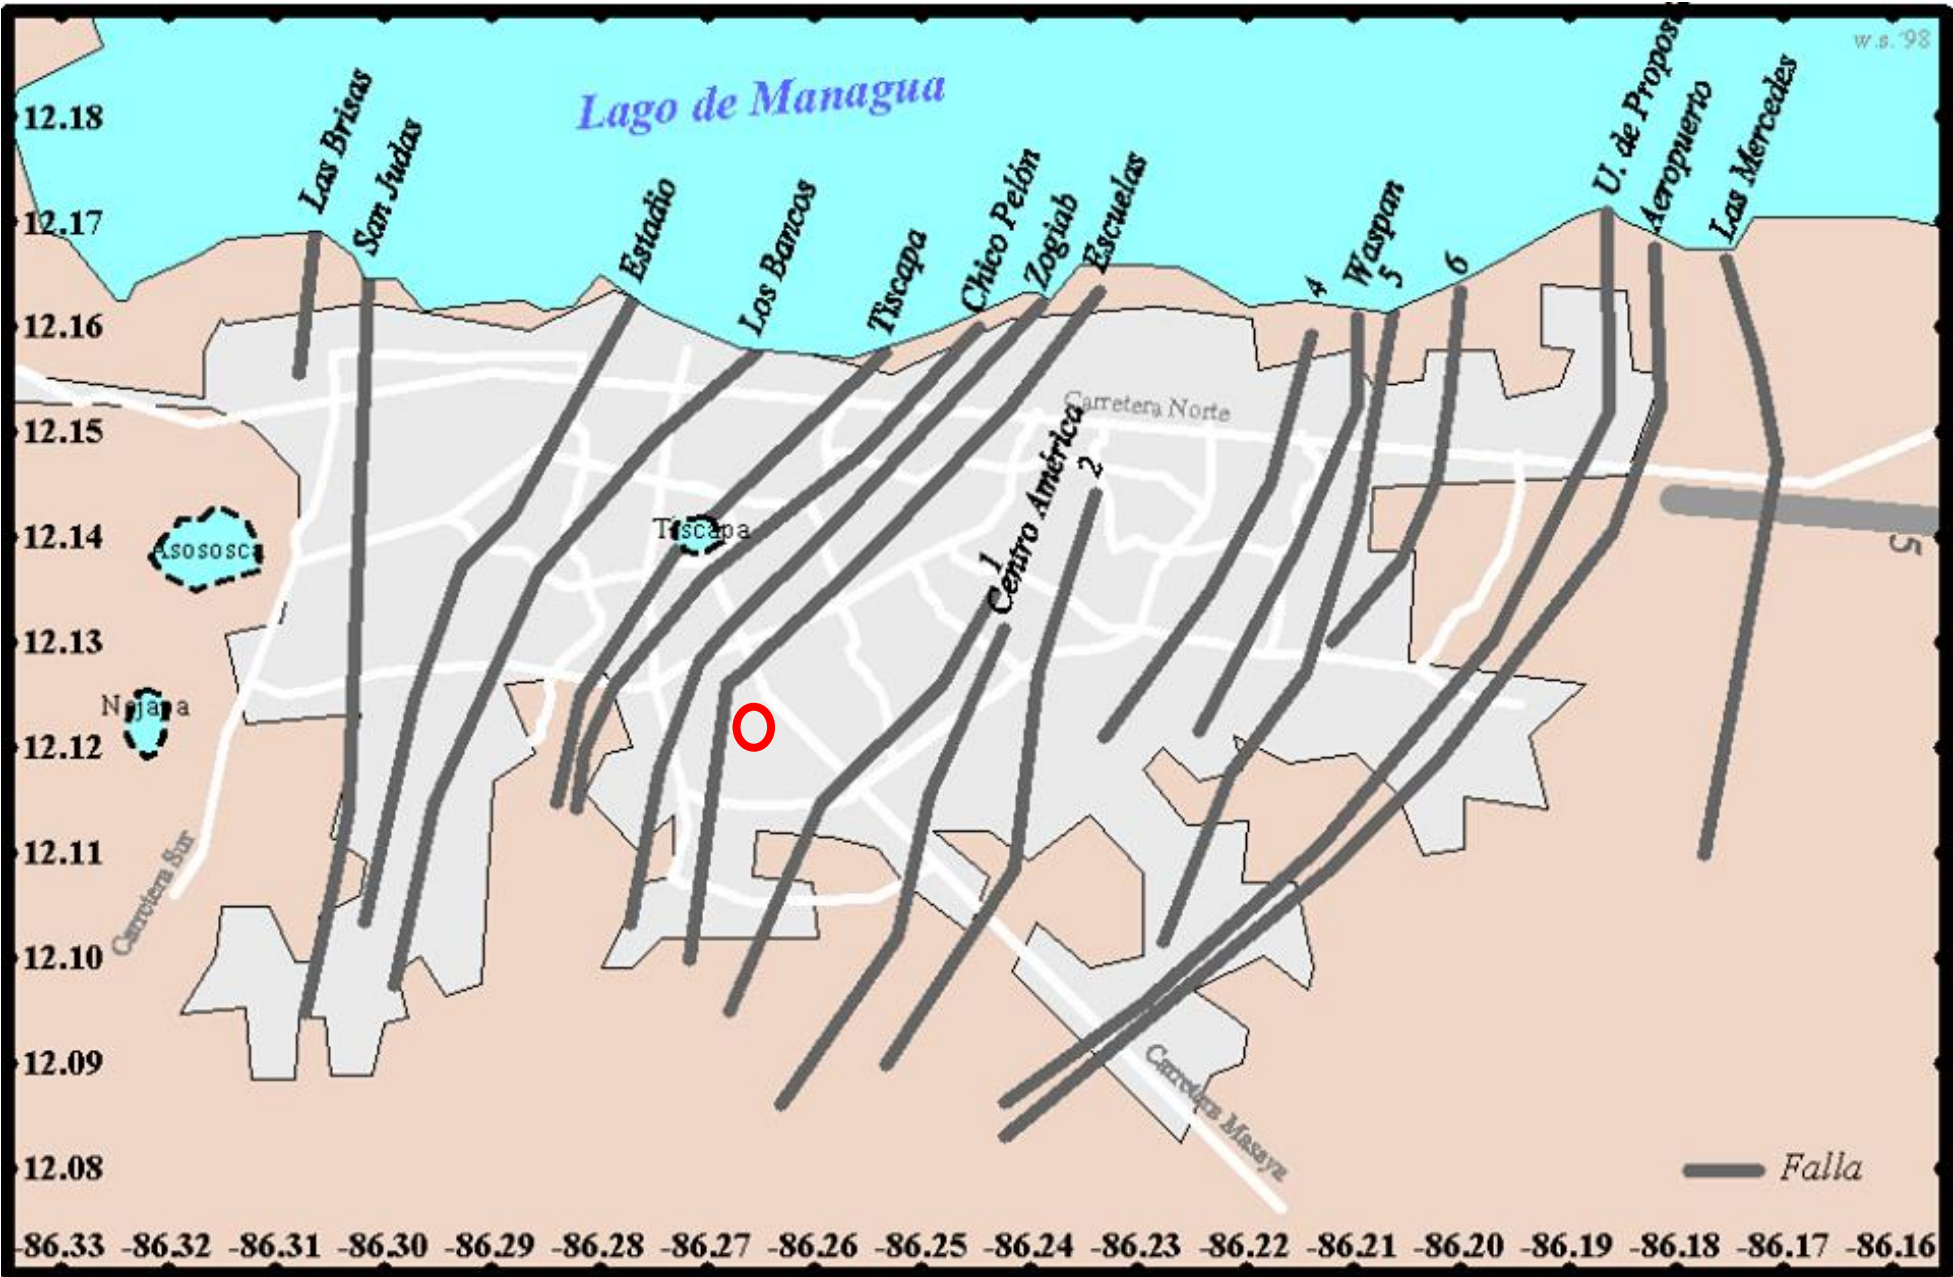 w.s.'98
Lago de Managua
Las Brisas
San Judas
Estadio
Los Bancos
Tiscapa
Chico Pelón
Zogiab
Escuelas
4
Waspan
5
6
U. de Propos
Aeropuerto
Las Mercedes
12.18
12.17
12.16
12.15
12.14
12.13
12.12
12.11
12.10
12.09
12.08
Carretera Norte
Centro América
1
2
Tiscapa
Asososca
Nejapa
5
Carretera Sur
Carretera Masaya
Falla
-86.33 -86.32 -86.31 -86.30 -86.29 -86.28 -86.27 -86.26 -86.25 -86.24 -86.23 -86.22 -86.21 -86.20 -86.19 -86.18 -86.17 -86.16